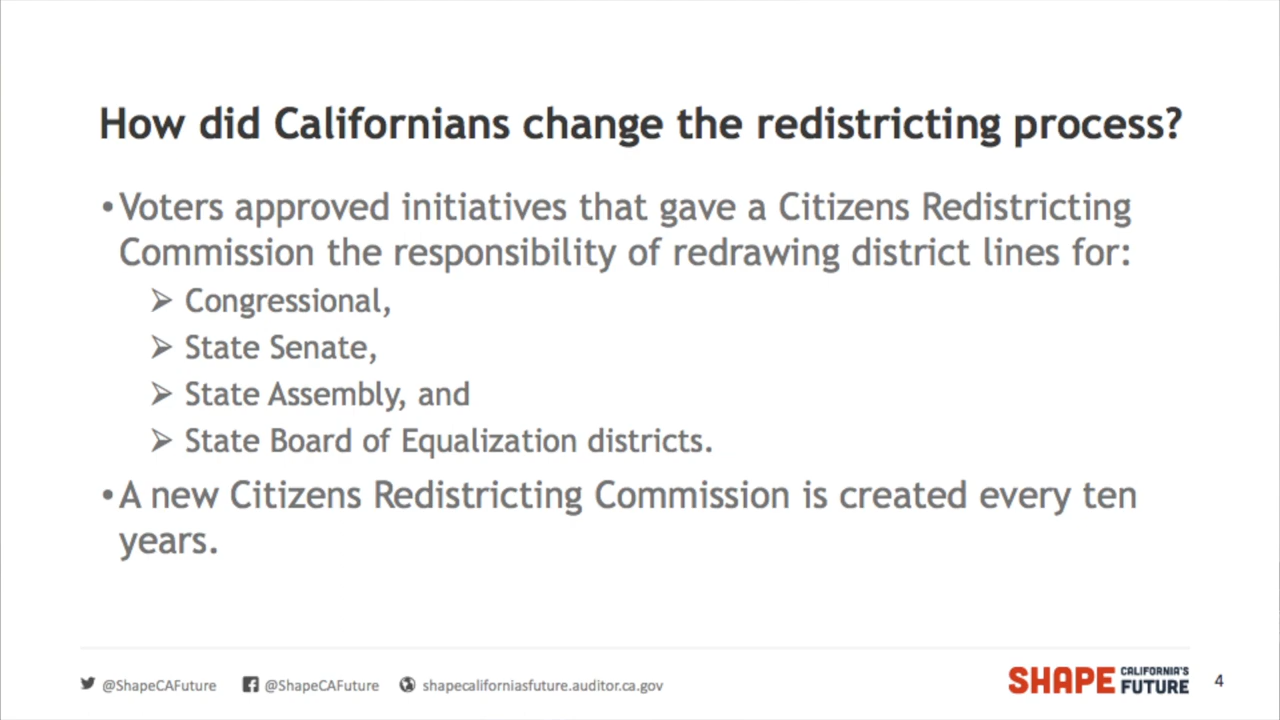 How did Californians change the redistricting process?
•Voters approved initiatives that gave a Citizens Redistricting
Commission the responsibility of redrawing district lines for:
➢ Congressional,
➢ State Senate,
➢ State Assembly, and
➢ State Board of Equalization districts.
•A new Citizens Redistricting Commission is created every ten
years.
@ShapeCAFuture @ShapeCAFuture shapecaliforniasfuture.auditor.ca.gov
SHAPE CALIFORNIA'S FUTURE
4